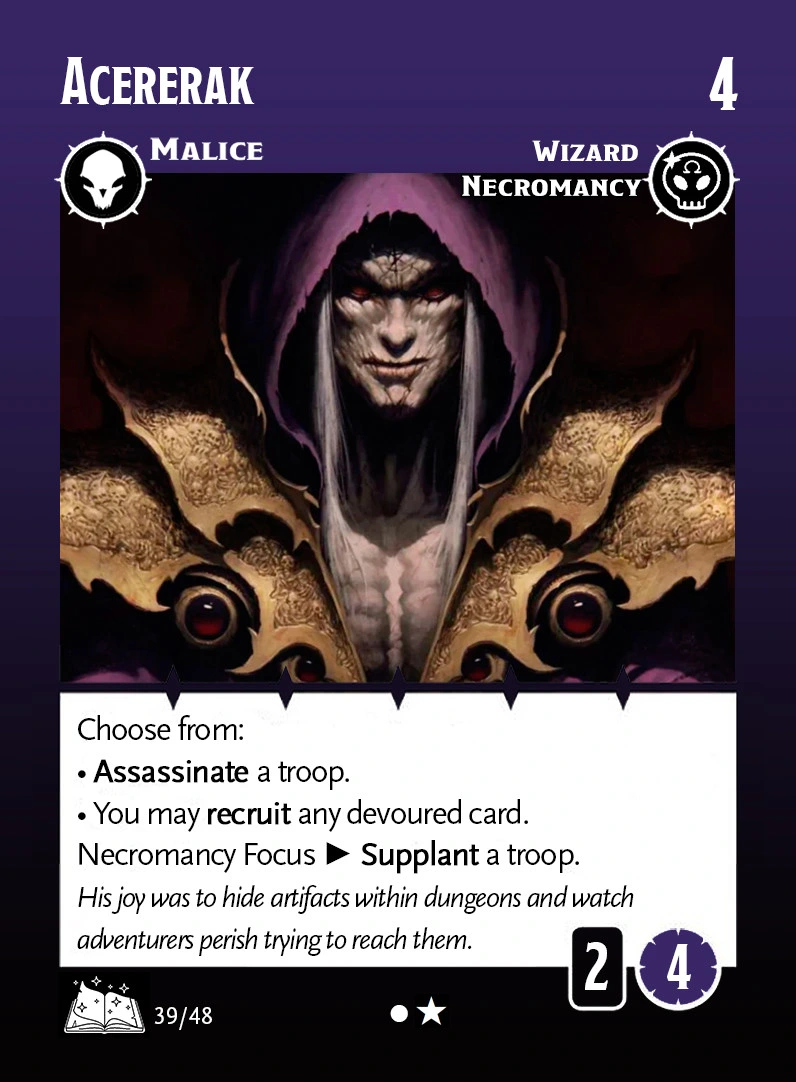 Acererak 4
Malice
Wizard
Necromancy
Choose from:
• Assassinate a troop.
• You may recruit any devoured card.
Necromancy Focus ► Supplant a troop.
His joy was to hide artifacts within dungeons and watch
adventurers perish trying to reach them.
2 4
39/48